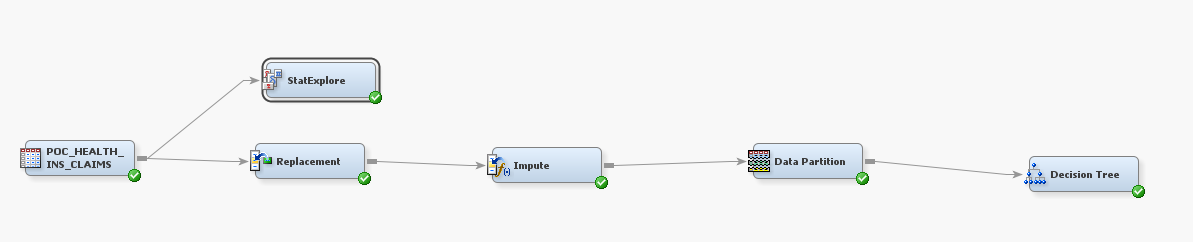 StatExplore
POC_HEALTH_
INS_CLAIMS
Replacement
Impute
Data Partition
Decision Tree